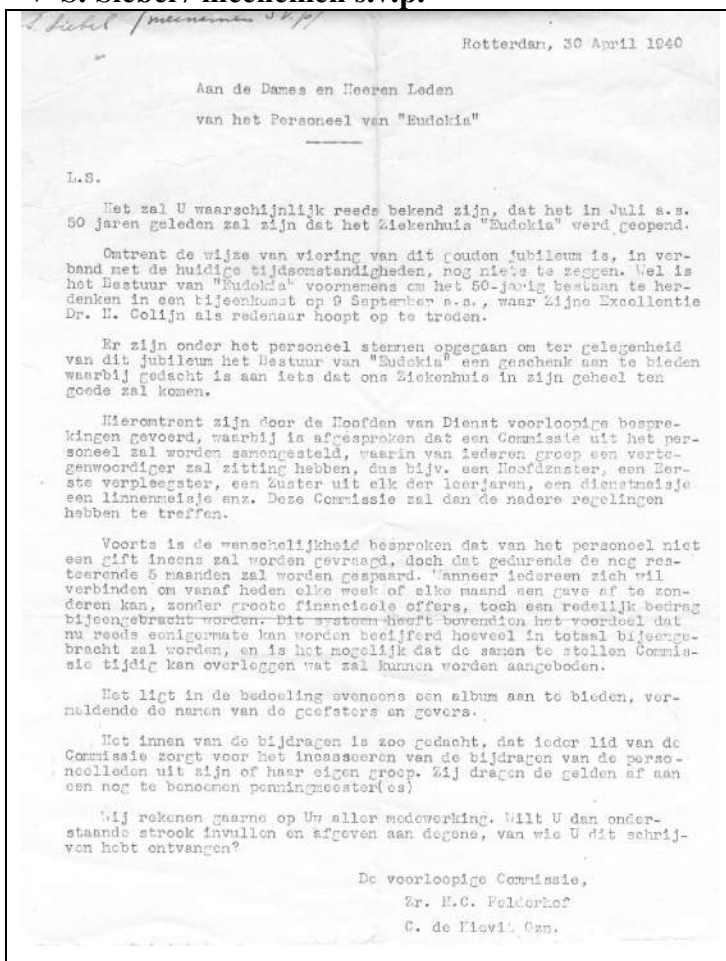 S. Siebel / meenemen s.v.p.
S. Siebel (meenemen s.v.p)
Rotterdam, 30 April 1940
Aan de Dames en Heeren Leden
van het Personeel van "Eudokia"
L.S.
Het zal U waarschijnlijk reeds bekend zijn, dat het in Juli a.s.
50 jaren geleden zal zijn dat het Ziekenhuis "Eudokia" werd geopend.
Omtrent de wijze van viering van dit gouden jubileum is, in ver-
band met de huidige tijdsomstandigheden, nog niets te zeggen. Wel is
het Bestuur van "Eudokia" voornemens om het 50-jarig bestaan te her-
denken in een bijeenkomst op 9 September a.s., waar Zijne Excellentie
Dr. H. Colijn als redenaar hoopt op te treden.
Er zijn onder het personeel stemmen opgegaan om ter gelegenheid
van dit jubileum het Bestuur van "Eudokia" een geschenk aan te bieden
waarbij gedacht is aan iets dat ons Ziekenhuis in zijn geheel ten
goede zal komen.
Hieromtrent zijn door de Hoofden van Dienst voorloopige bespre-
kingen gevoerd, waarbij is afgesproken dat een Commissie uit het per-
soneel zal worden samengesteld, waarin van iederen groep een verte-
genwoordiger zal zitting hebben, dus bijv. een Hoofdzuster, een Eer-
ste verpleegster, een Zuster uit elk der leerjaren, een dienstmeisje
een linnenmeisje enz. Deze Commissie zal dan de nadere regelingen
hebben te treffen.
Voorts is de wenschelijkheid besproken dat van het personeel niet
een gift ineens zal worden gevraagd, doch dat gedurende de nog res-
teerende 5 maanden zal worden gespaard. Wanneer iedereen zich wil
verbinden om vanaf heden elke week of elke maand een gave af te zon-
deren kan, zonder groote financieele offers, toch een redelijk bedrag
bijeengebracht worden. Dit systeem heeft bovendien het voordeel dat
nu reeds eenigermate kan worden becijferd hoeveel in totaal bijeenge-
bracht zal worden, en is het mogelijk dat de samen te stellen Commis-
sie tijdig kan overleggen wat zal kunnen worden aangeboden.
Het ligt in de bedoeling eveneens een album aan te bieden, ver-
meldende de namen van de geefsters en gevers.
Het innen van de bijdragen is zoo gedacht, dat ieder lid van de
Commissie zorgt voor het incasseeren van de bijdragen van de perso-
neelleden uit zijn of haar eigen groep. Zij dragen de gelden af aan
een nog te benoemen penningmeester(es)
Wij rekenen gaarne op Uw aller medewerking. Wilt U dan onder-
staande strook invullen en afgeven aan degene, van wie U dit schrij-
ven hebt ontvangen?
De voorloopige Commissie,
Zr. H.C. Felderhof
C. de Kievit Czn.